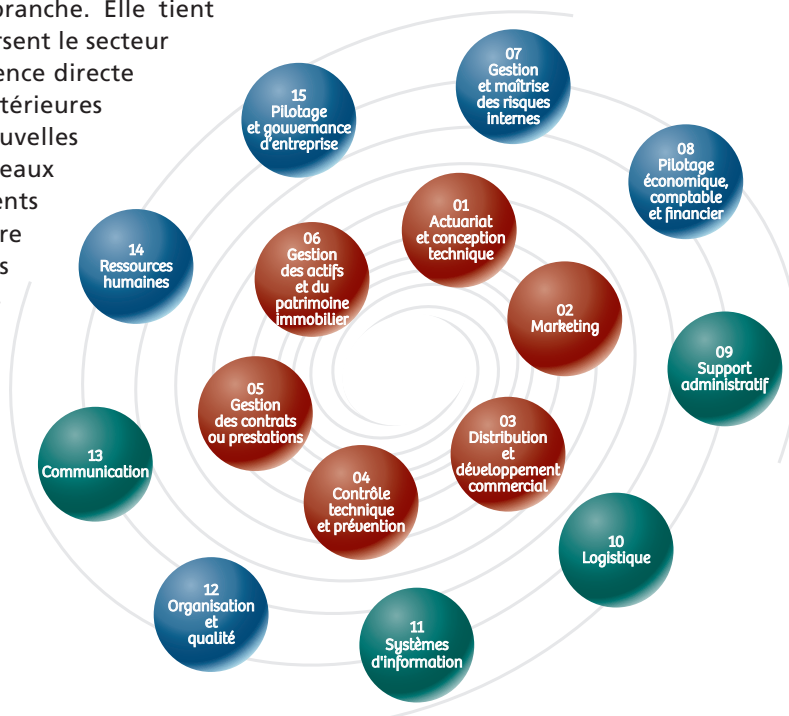 branche. Elle tient
rsent le secteur
ence directe
térieures
uvelles
eaux
ents
re
s
01
Actuariat
et conception
technique
02
Marketing
03
Distribution
et
développement
commercial
04
Contrôle
technique
et prévention
05
Gestion
des contrats
ou prestations
06
Gestion
des actifs
et du
patrimoine
immobilier
07
Gestion
et maîtrise
des risques
internes
08
Pilotage
économique,
comptable
et financier
09
Support
administratif
10
Logistique
11
Systèmes
d'information
12
Organisation
et
qualité
13
Communication
14
Ressources
humaines
15
Pilotage
et gouvernance
d'entreprise